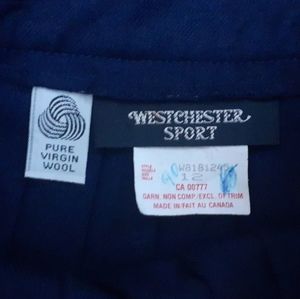 PURE
VIRGIN
WOOL
WESTCHESTER
SPORT
STYLE
12
CA 00777
GARN. NON COMP./EXCL. OF TRIM
MADE IN/FAIT AU CANADA